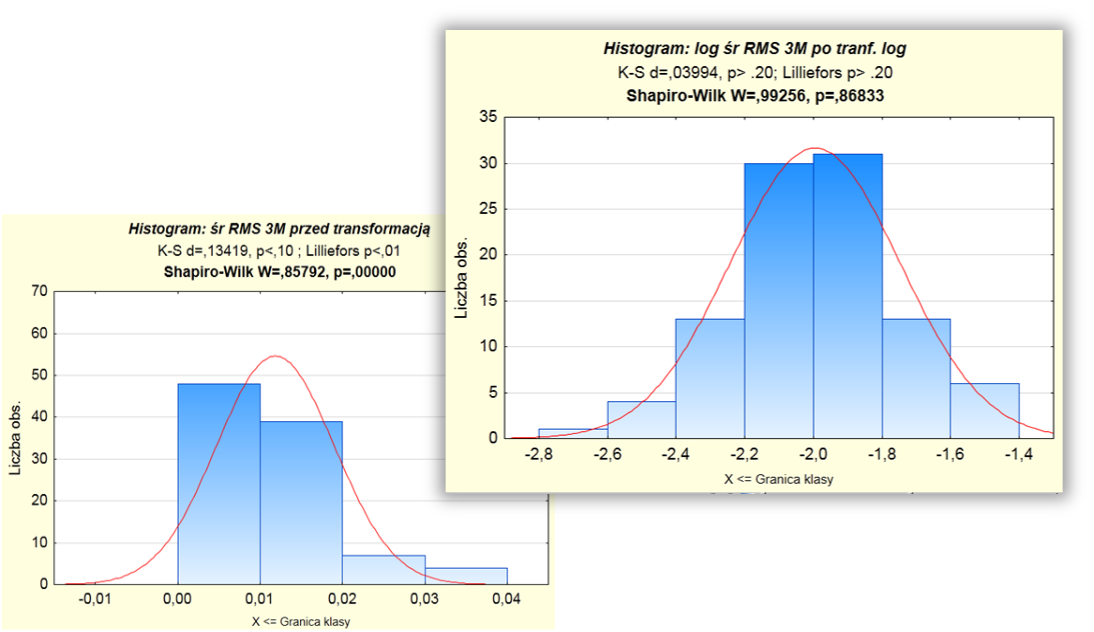 Histogram: log śr RMS 3M po tranf. log
K-S d=,03994, p> .20; Lilliefors p> .20
Shapiro-Wilk W=,99256, p=,86833
35
30
25
20
15
10
5
0
Liczba obs.
-2,8 -2,6 -2,4 -2,2 -2,0 -1,8 -1,6 -1,4
X <= Granica klasy
Histogram: śr RMS 3M przed transformacją
K-S d=,13419, p<,10 ; Lilliefors p<,01
Shapiro-Wilk W=,85792, p=,00000
70
60
50
40
30
20
10
0
Liczba obs.
-0,01 0,00 0,01 0,02 0,03 0,04
X <= Granica klasy